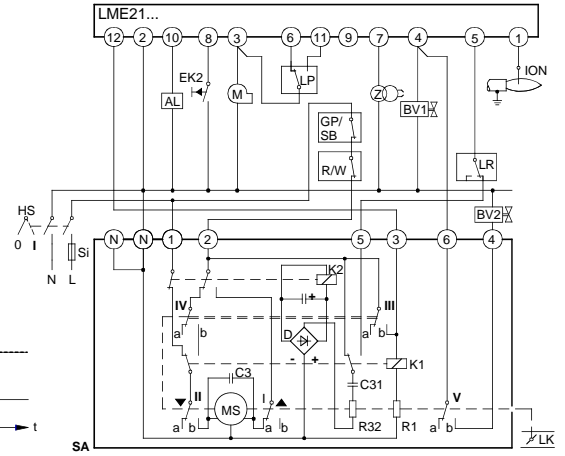 LME21...
12 2 10 8 3 6 11 9 7 4 5 1
EK2
LP
ION
AL
M
Z
BV1
GP/
SB
R/W
LR
HS
0 I
Si
BV2
N L
N N 1 2 5 3 6 4
K2
IV
III
a b
a b
D
- +
+
K1
C3
C31
II
I
V
MS
a b
a b
R32
R1
a b
t
SA
LK